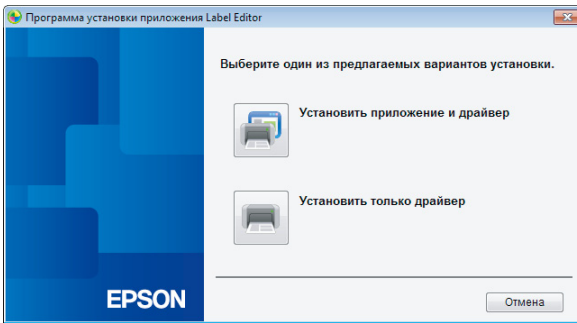 Программа установки приложения Label Editor
Выберите один из предлагаемых вариантов установки.
Установить приложение и драйвер
Установить только драйвер
EPSON
Отмена